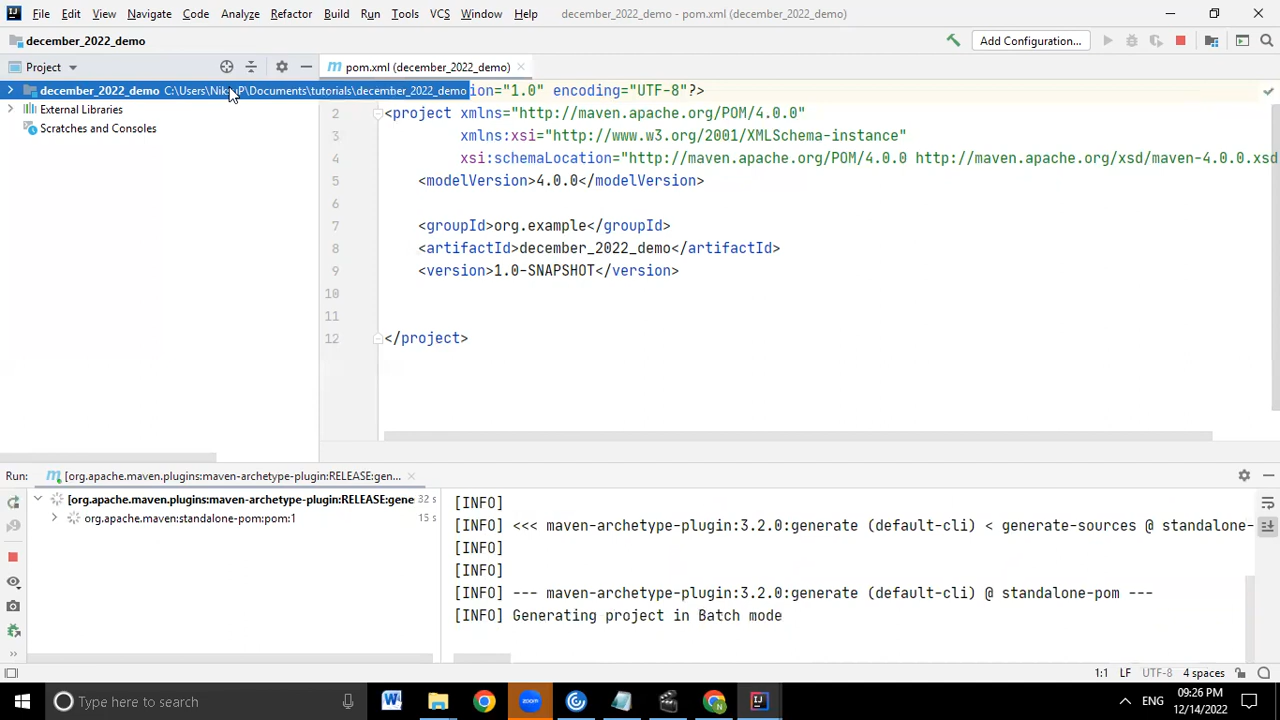 File Edit View Navigate Code Analyze Refactor Build Run Tools VCS Window Help december_2022_demo - pom.xml (december_2022_demo)
december_2022_demo Add Configuration...
Project pom.xml (december_2022_demo)
december_2022_demo C:\Users\Nik P\Documents\tutorials\december_2022_demo ion="1.0" encoding="UTF-8"?>
External Libraries
Scratches and Consoles
2 <project xmlns="http://maven.apache.org/POM/4.0.0"
3 xmlns:xsi="http://www.w3.org/2001/XMLSchema-instance"
4 xsi:schemaLocation="http://maven.apache.org/POM/4.0.0 http://maven.apache.org/xsd/maven-4.0.0.xsd
5 <modelVersion>4.0.0</modelVersion>
6
7 <groupId>org.example</groupId>
8 <artifactId>december_2022_demo</artifactId>
9 <version>1.0-SNAPSHOT</version>
10
11
12 </project>
Run: [org.apache.maven.plugins:maven-archetype-plugin:RELEASE:gen...
[org.apache.maven.plugins:maven-archetype-plugin:RELEASE:gene 32 s
org.apache.maven:standalone-pom:pom:1 15 s
[INFO]
[INFO] <<< maven-archetype-plugin:3.2.0:generate (default-cli) < generate-sources @ standalone-
[INFO]
[INFO]
[INFO] --- maven-archetype-plugin:3.2.0:generate (default-cli) @ standalone-pom ---
[INFO] Generating project in Batch mode
1:1 LF UTF-8 4 spaces
Type here to search
zoom
ENG
09:26 PM
12/14/2022